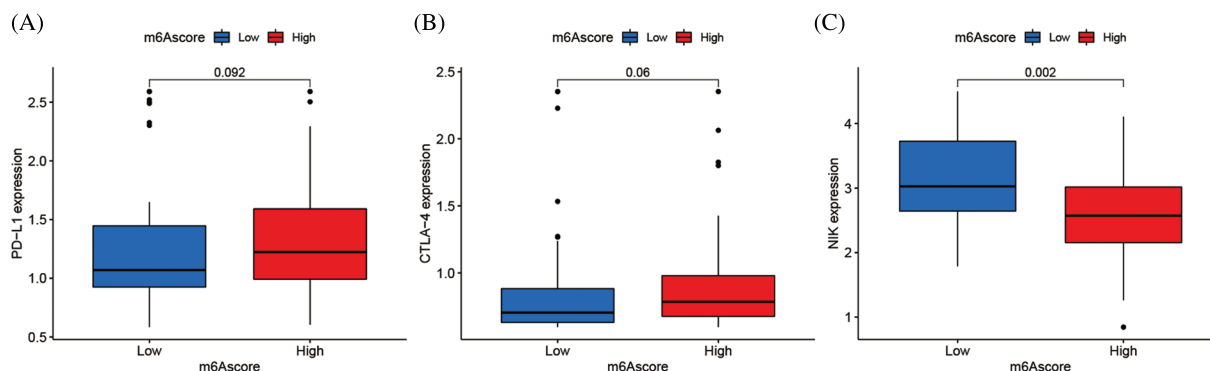 (A)
m6Ascore Low High
0.092
PD−L1 expression
2.5
2.0
1.5
1.0
0.5
Low High
m6Ascore
(B)
m6Ascore Low High
0.06
CTLA−4 expression
2.5
2.0
1.5
1.0
Low High
m6Ascore
(C)
m6Ascore Low High
0.002
NIK expression
4
3
2
1
Low High
m6Ascore